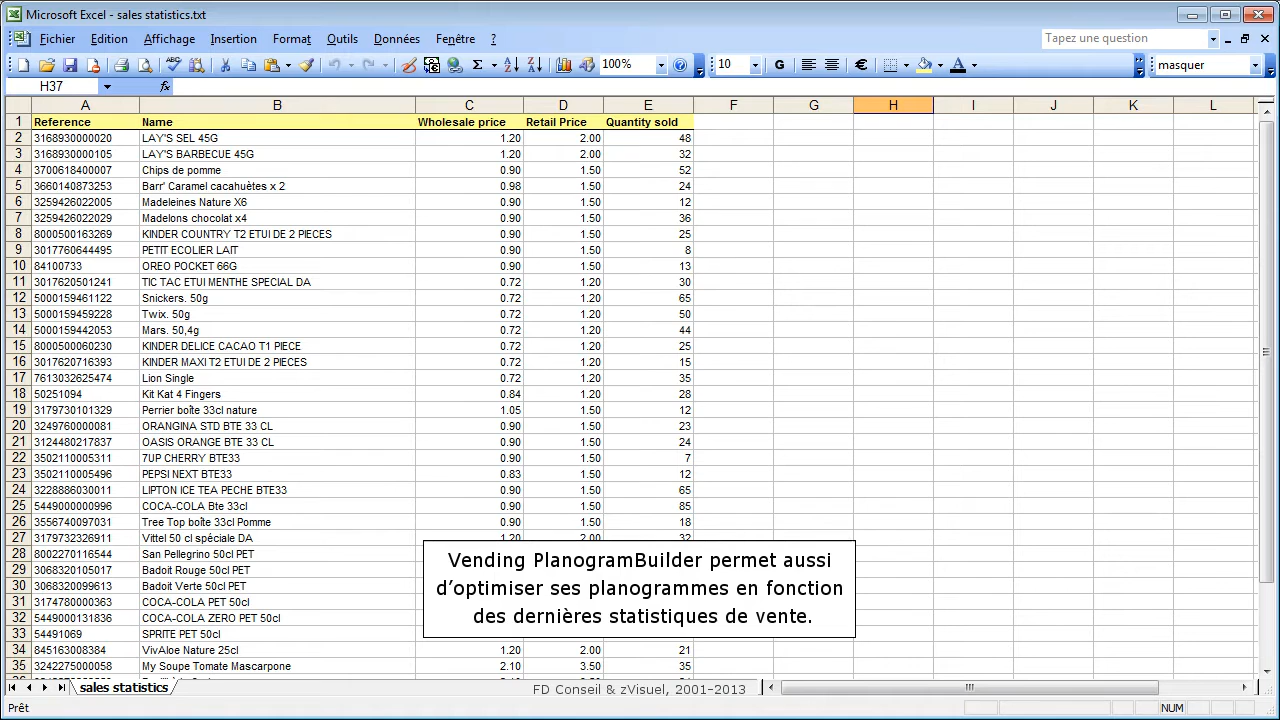 Microsoft Excel - sales statistics.txt
Fichier Edition Affichage Insertion Format Outils Données Fenêtre ? Tapez une question
100% 10 G € A masquer
H37 fx
A B C D E F G H I J K L
1 Reference Name Wholesale price Retail Price Quantity sold
2 3168930000020 LAY'S SEL 45G 1.20 2.00 48
3 3168930000105 LAY'S BARBECUE 45G 1.20 2.00 32
4 3700618400007 Chips de pomme 0.90 1.50 52
5 3660140873253 Barr' Caramel cacahuètes x 2 0.98 1.50 24
6 3259426022005 Madeleines Nature X6 0.90 1.50 12
7 3259426022029 Madelons chocolat x4 0.90 1.50 36
8 8000500163269 KINDER COUNTRY T2 ETUI DE 2 PIECES 0.90 1.50 25
9 3017760644495 PETIT ECOLIER LAIT 0.90 1.50 8
10 84100733 OREO POCKET 66G 0.90 1.50 13
11 3017620501241 TIC TAC ETUI MENTHE SPECIAL DA 0.72 1.20 30
12 5000159461122 Snickers. 50g 0.72 1.20 65
13 5000159459228 Twix. 50g 0.72 1.20 50
14 5000159442053 Mars. 50,4g 0.72 1.20 44
15 8000500060230 KINDER DELICE CACAO T1 PIECE 0.72 1.20 25
16 3017620716393 KINDER MAXI T2 ETUI DE 2 PIECES 0.72 1.20 15
17 7613032625474 Lion Single 0.72 1.20 35
18 50251094 Kit Kat 4 Fingers 0.84 1.20 28
19 3179730101329 Perrier boîte 33cl nature 1.05 1.50 12
20 3249760000081 ORANGINA STD BTE 33 CL 0.90 1.50 23
21 3124480217837 OASIS ORANGE BTE 33 CL 0.90 1.50 24
22 3502110005311 7UP CHERRY BTE33 0.90 1.50 7
23 3502110005496 PEPSI NEXT BTE33 0.83 1.50 12
24 3228886030011 LIPTON ICE TEA PECHE BTE33 0.90 1.50 65
25 5449000000996 COCA-COLA Bte 33cl 0.90 1.50 85
26 3556740097031 Tree Top boîte 33cl Pomme 0.90 1.50 18
27 3179732326911 Vittel 50 cl spéciale DA 1.20 2.00 32
28 8002270116544 San Pellegrino 50cl PET
29 3068320105017 Badoit Rouge 50cl PET
30 3068320099613 Badoit Verte 50cl PET
31 3174780000363 COCA-COLA PET 50cl
32 5449000131836 COCA-COLA ZERO PET 50cl
33 54491069 SPRITE PET 50cl
34 845163008384 VivAloe Nature 25cl 1.20 2.00 21
35 3242275000058 My Soupe Tomate Mascarpone 2.10 3.50 35
Vending PlanogramBuilder permet aussi
d’optimiser ses planogrammes en fonction
des dernières statistiques de vente.
sales statistics
FD Conseil & zVisuel, 2001-2013
Prêt NUM